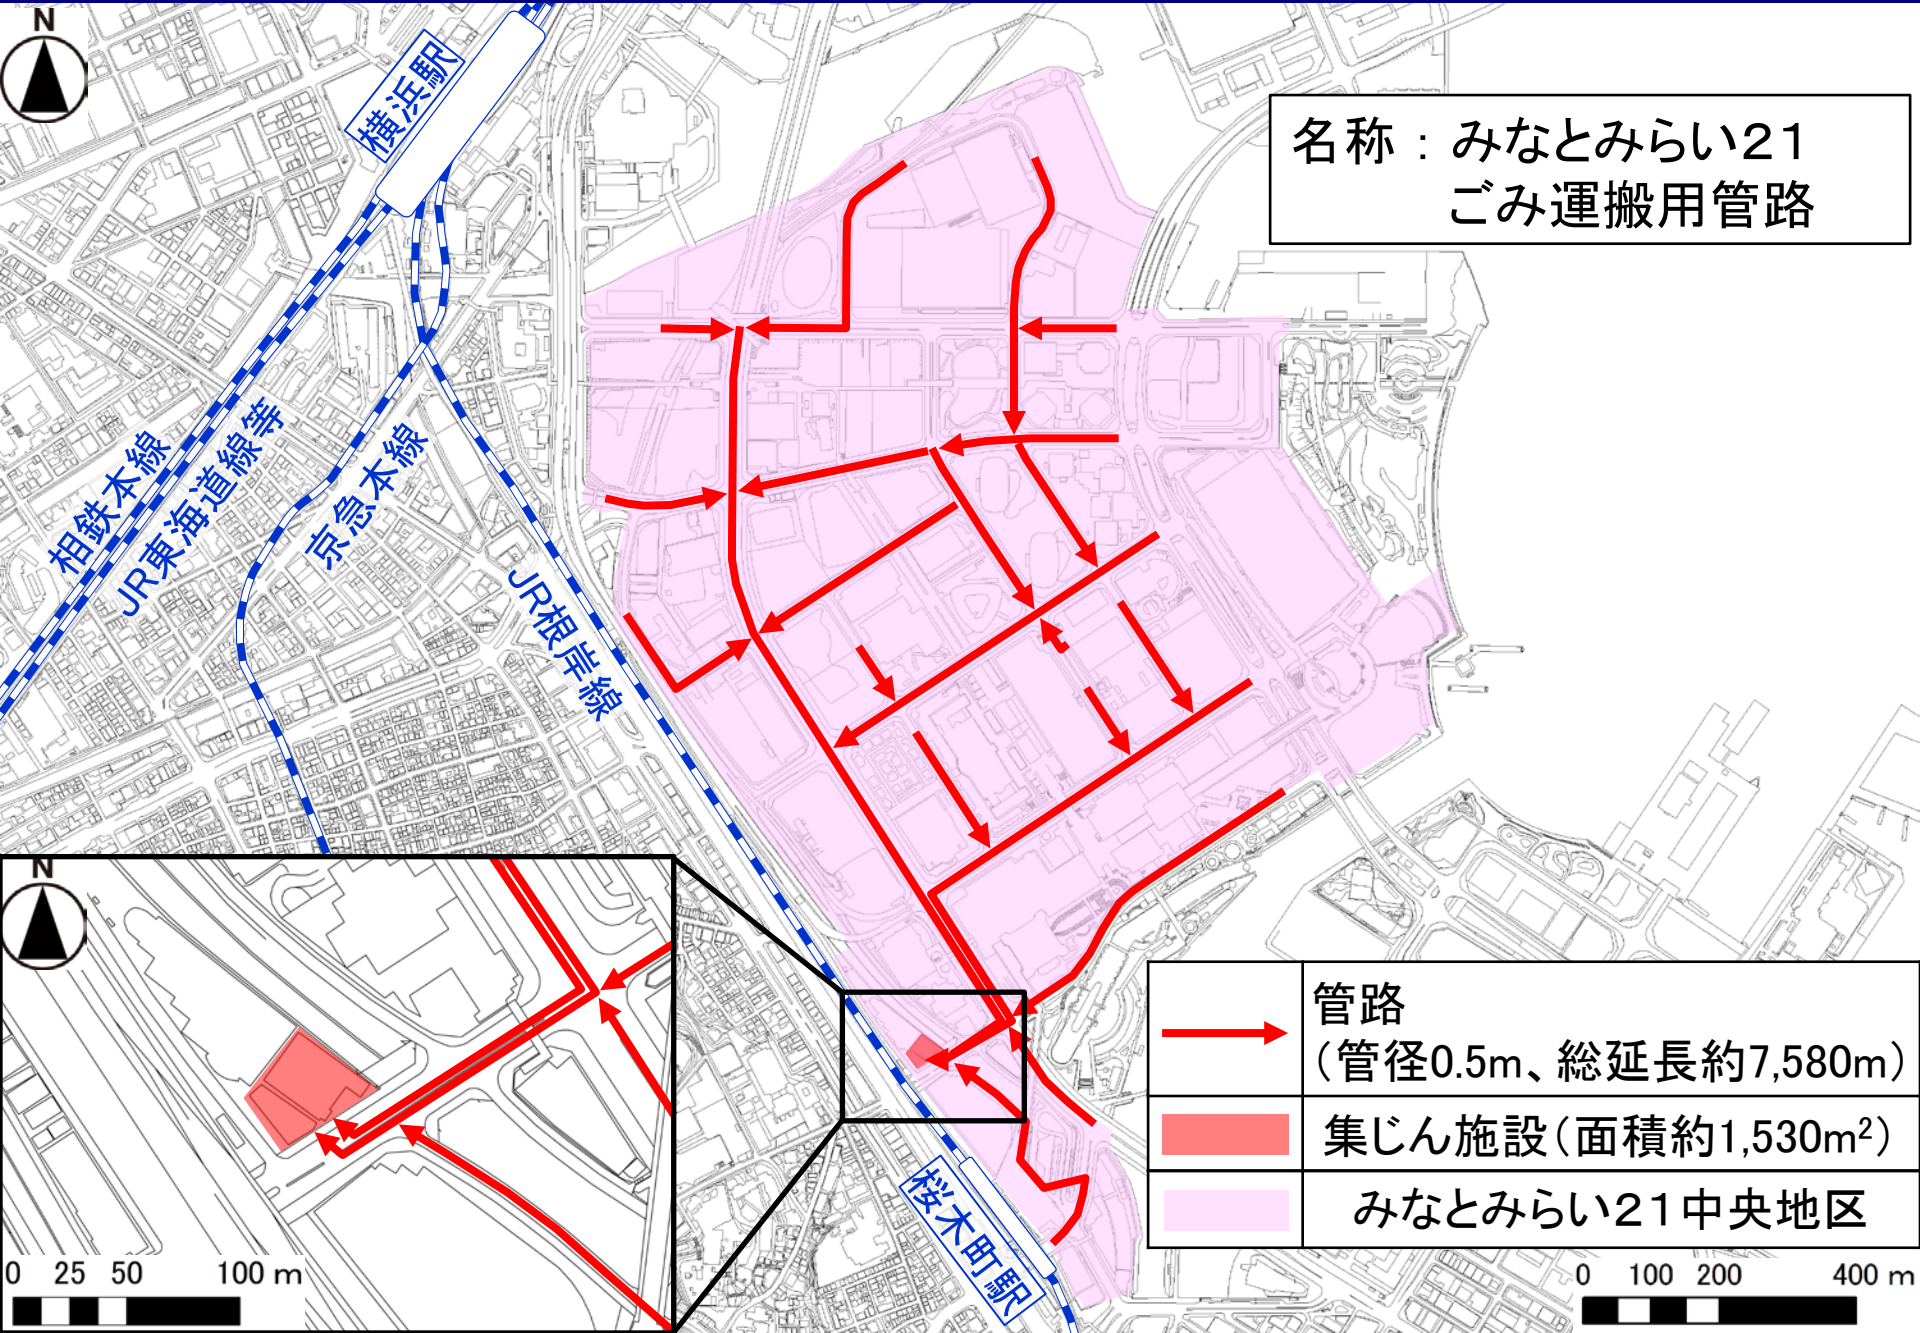 N
横浜駅
名称：みなとみらい21
ごみ運搬用管路
相鉄本線
JR東海道線等
京急本線
JR根岸線
N
0 25 50 100 m
桜木町駅
管路
（管径0.5m、総延長約7,580m）
集じん施設（面積約1,530m²）
みなとみらい21中央地区
0 100 200 400 m